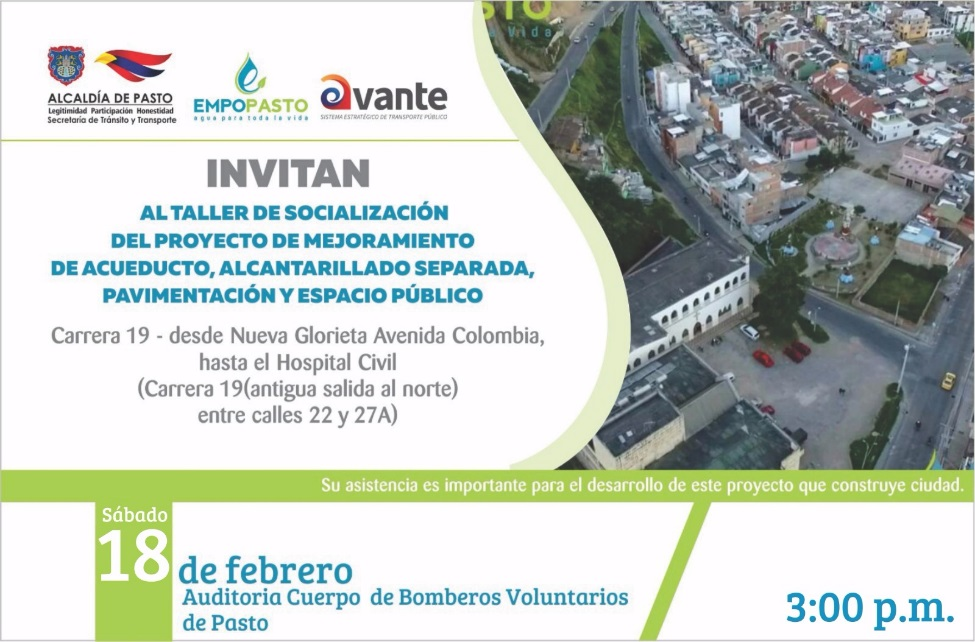 STO
a Vida
ALCALDÍA DE PASTO
Legitimidad Participación Honestidad
Secretaría de Tránsito y Transporte
EMPOPASTO
agua para toda la vida
avante
SISTEMA ESTRATÉGICO DE TRANSPORTE PÚBLICO
INVITAN
AL TALLER DE SOCIALIZACIÓN
DEL PROYECTO DE MEJORAMIENTO
DE ACUEDUCTO, ALCANTARILLADO SEPARADA,
PAVIMENTACIÓN Y ESPACIO PÚBLICO
Carrera 19 - desde Nueva Glorieta Avenida Colombia,
hasta el Hospital Civil
(Carrera 19(antigua salida al norte)
entre calles 22 y 27A)
Su asistencia es importante para el desarrollo de este proyecto que construye ciudad.
Sábado
18 de febrero
Auditoria Cuerpo de Bomberos Voluntarios
de Pasto
3:00 p.m.